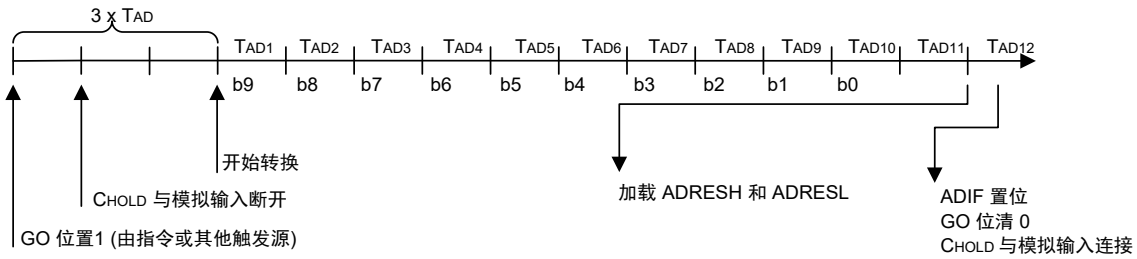 3 x TAD
TAD1 TAD2 TAD3 TAD4 TAD5 TAD6 TAD7 TAD8 TAD9 TAD10 TAD11 TAD12
b9 b8 b7 b6 b5 b4 b3 b2 b1 b0
开始转换
CHOLD 与模拟输入断开
GO 位置1 (由指令或其他触发源)
加载 ADRESH 和 ADRESL
ADIF 置位
GO 位清 0
CHOLD 与模拟输入连接